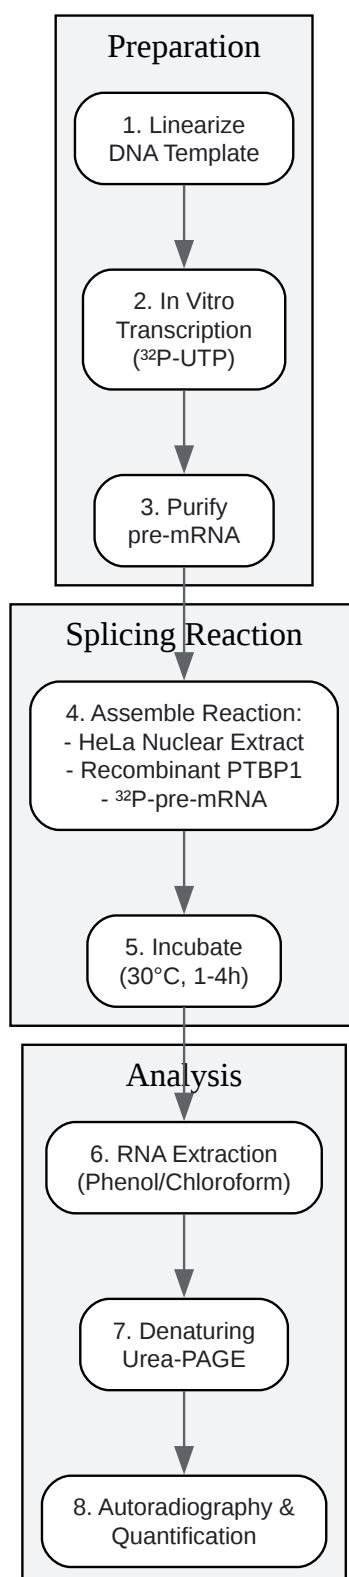 Preparation
1. Linearize
DNA Template
2. In Vitro
Transcription
(³²P-UTP)
3. Purify
pre-mRNA
Splicing Reaction
4. Assemble Reaction:
- HeLa Nuclear Extract
- Recombinant PTBP1
- ³²P-pre-mRNA
5. Incubate
(30°C, 1-4h)
Analysis
6. RNA Extraction
(Phenol/Chloroform)
7. Denaturing
Urea-PAGE
8. Autoradiography &
Quantification